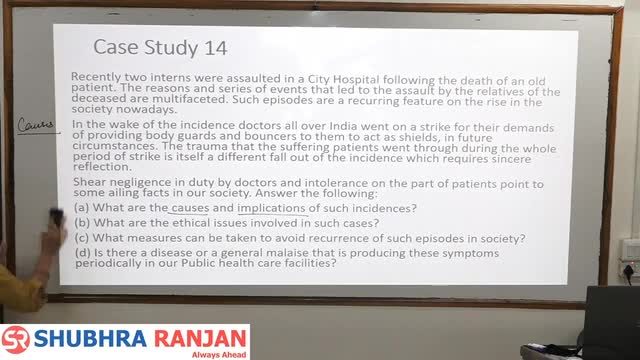 Case Study 14
Recently two interns were assaulted in a City Hospital following the death of an old
patient. The reasons and series of events that led to the assault by the relatives of the
deceased are multifaceted. Such episodes are a recurring feature on the rise in the
society nowadays.
Causes
In the wake of the incidence doctors all over India went on a strike for their demands
of providing body guards and bouncers to them to act as shields, in future
circumstances. The trauma that the suffering patients went through during the whole
period of strike is itself a different fall out of the incidence which requires sincere
reflection.
Shear negligence in duty by doctors and intolerance on the part of patients point to
some ailing facts in our society. Answer the following:
(a) What are the causes and implications of such incidences?
(b) What are the ethical issues involved in such cases?
(c) What measures can be taken to avoid recurrence of such episodes in society?
(d) Is there a disease or a general malaise that is producing these symptoms
periodically in our Public health care facilities?
SR
SHUBHRA RANJAN
Always Ahead